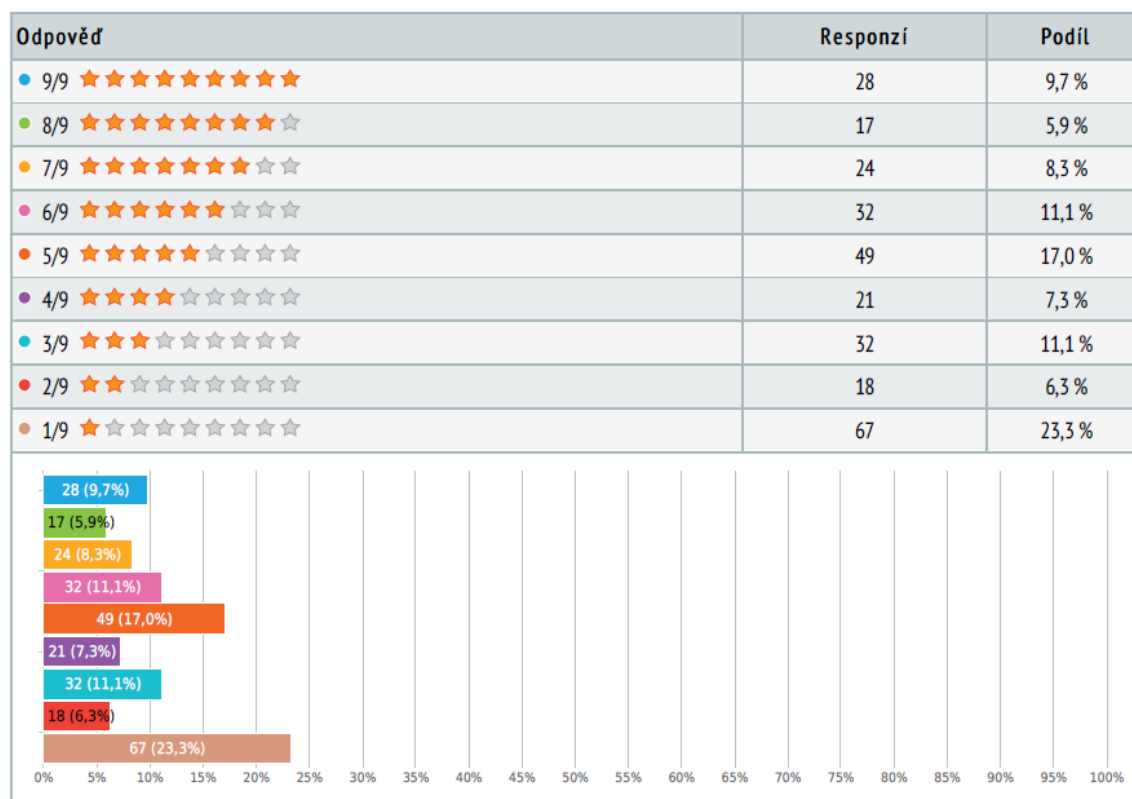 Odpověď Responzí Podíl
9/9 28 9,7 %
8/9 17 5,9 %
7/9 24 8,3 %
6/9 32 11,1 %
5/9 49 17,0 %
4/9 21 7,3 %
3/9 32 11,1 %
2/9 18 6,3 %
1/9 67 23,3 %
28 (9,7%)
17 (5,9%)
24 (8,3%)
32 (11,1%)
49 (17,0%)
21 (7,3%)
32 (11,1%)
18 (6,3%)
67 (23,3%)
0% 5% 10% 15% 20% 25% 30% 35% 40% 45% 50% 55% 60% 65% 70% 75% 80% 85% 90% 95% 100%